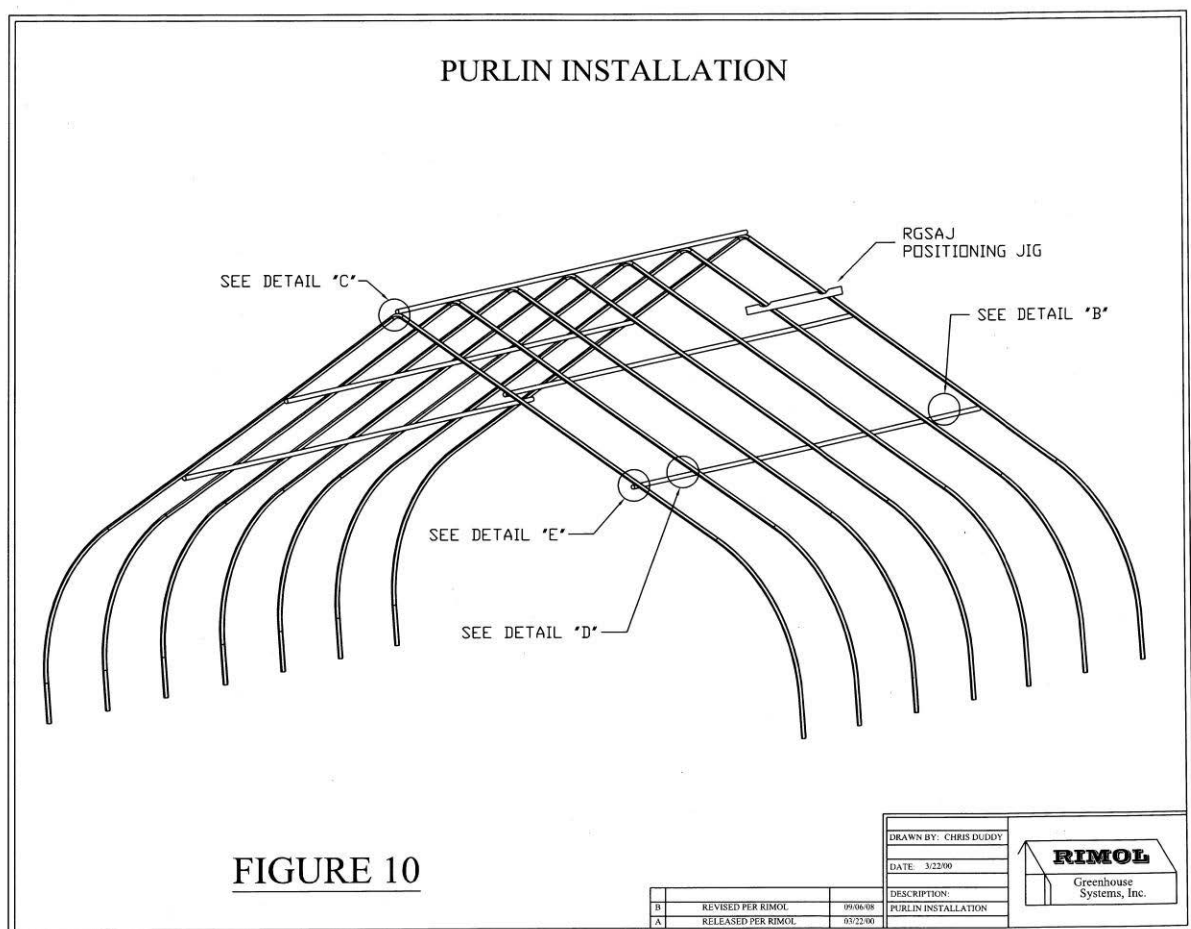 PURLIN INSTALLATION
RGSAJ
POSITIONING JIG
SEE DETAIL "C"
SEE DETAIL "B"
SEE DETAIL "E"
SEE DETAIL "D"
FIGURE 10
B REVISED PER RIMOL 09/06/08
A RELEASED PER RIMOL 03/22/00
DRAWN BY: CHRIS DUDDY
DATE: 3/22/00
DESCRIPTION:
PURLIN INSTALLATION
RIMOL
Greenhouse
Systems, Inc.